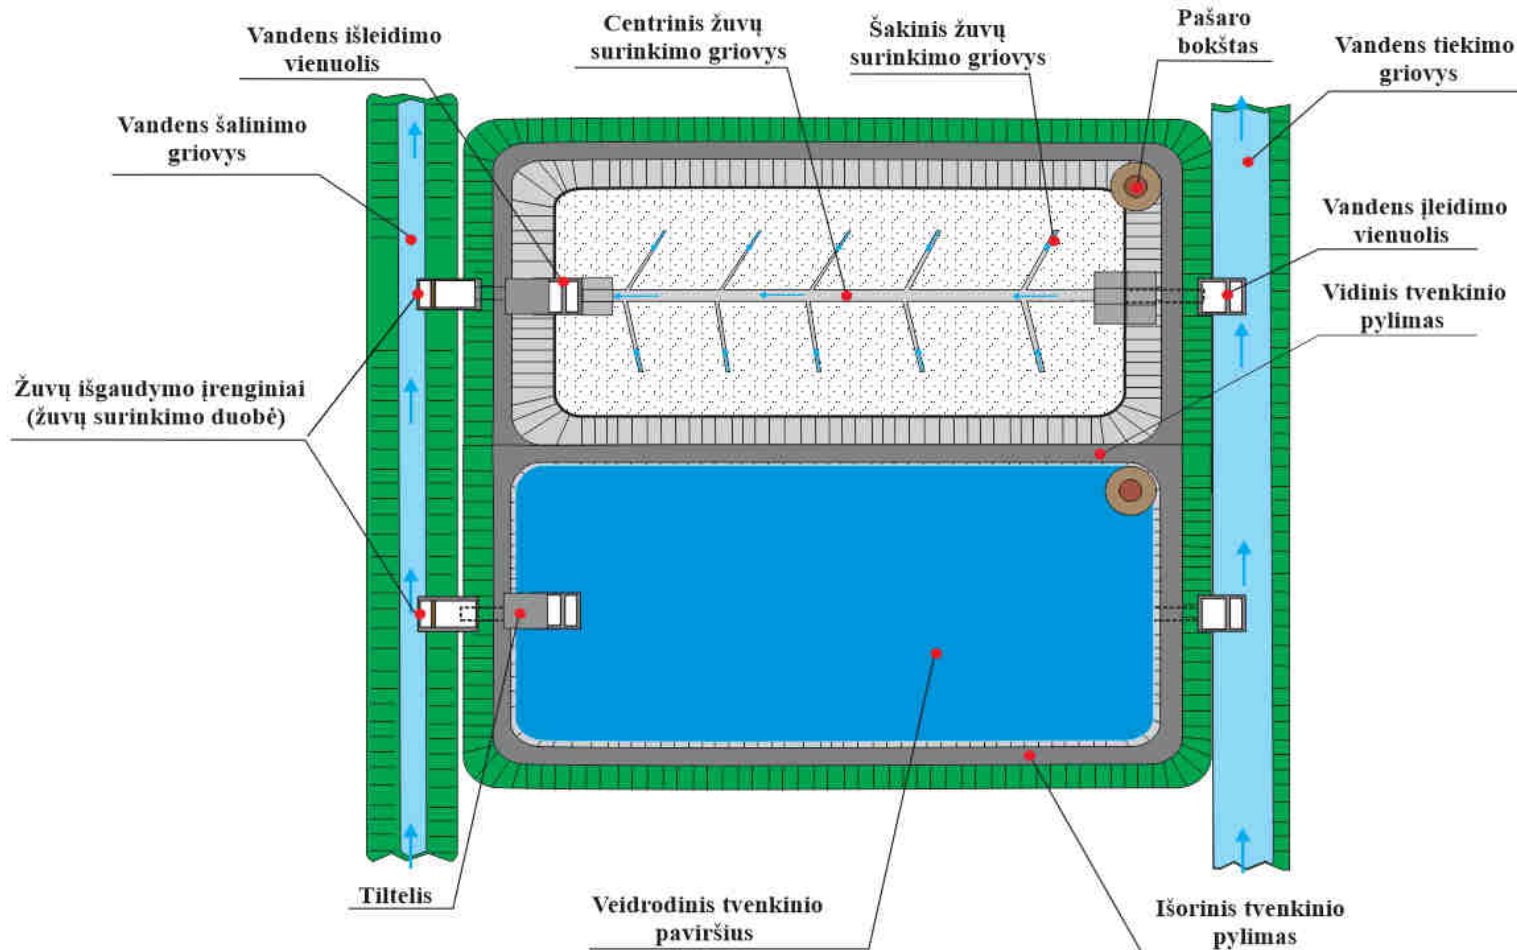 Vandens išleidimo
vienuolis
Centrinis žuvų
surinkimo griovys
Šakinis žuvų
surinkimo griovys
Pašaro
bokštas
Vandens tiekimo
griovys
Vandens šalinimo
griovys
Vandens įleidimo
vienuolis
Vidinis tvenkinio
pylimas
Žuvų išgaudymo įrenginiai
(žuvų surinkimo duobė)
Tiltelis
Veidrodinis tvenkinio
paviršius
Išorinis tvenkinio
pylimas